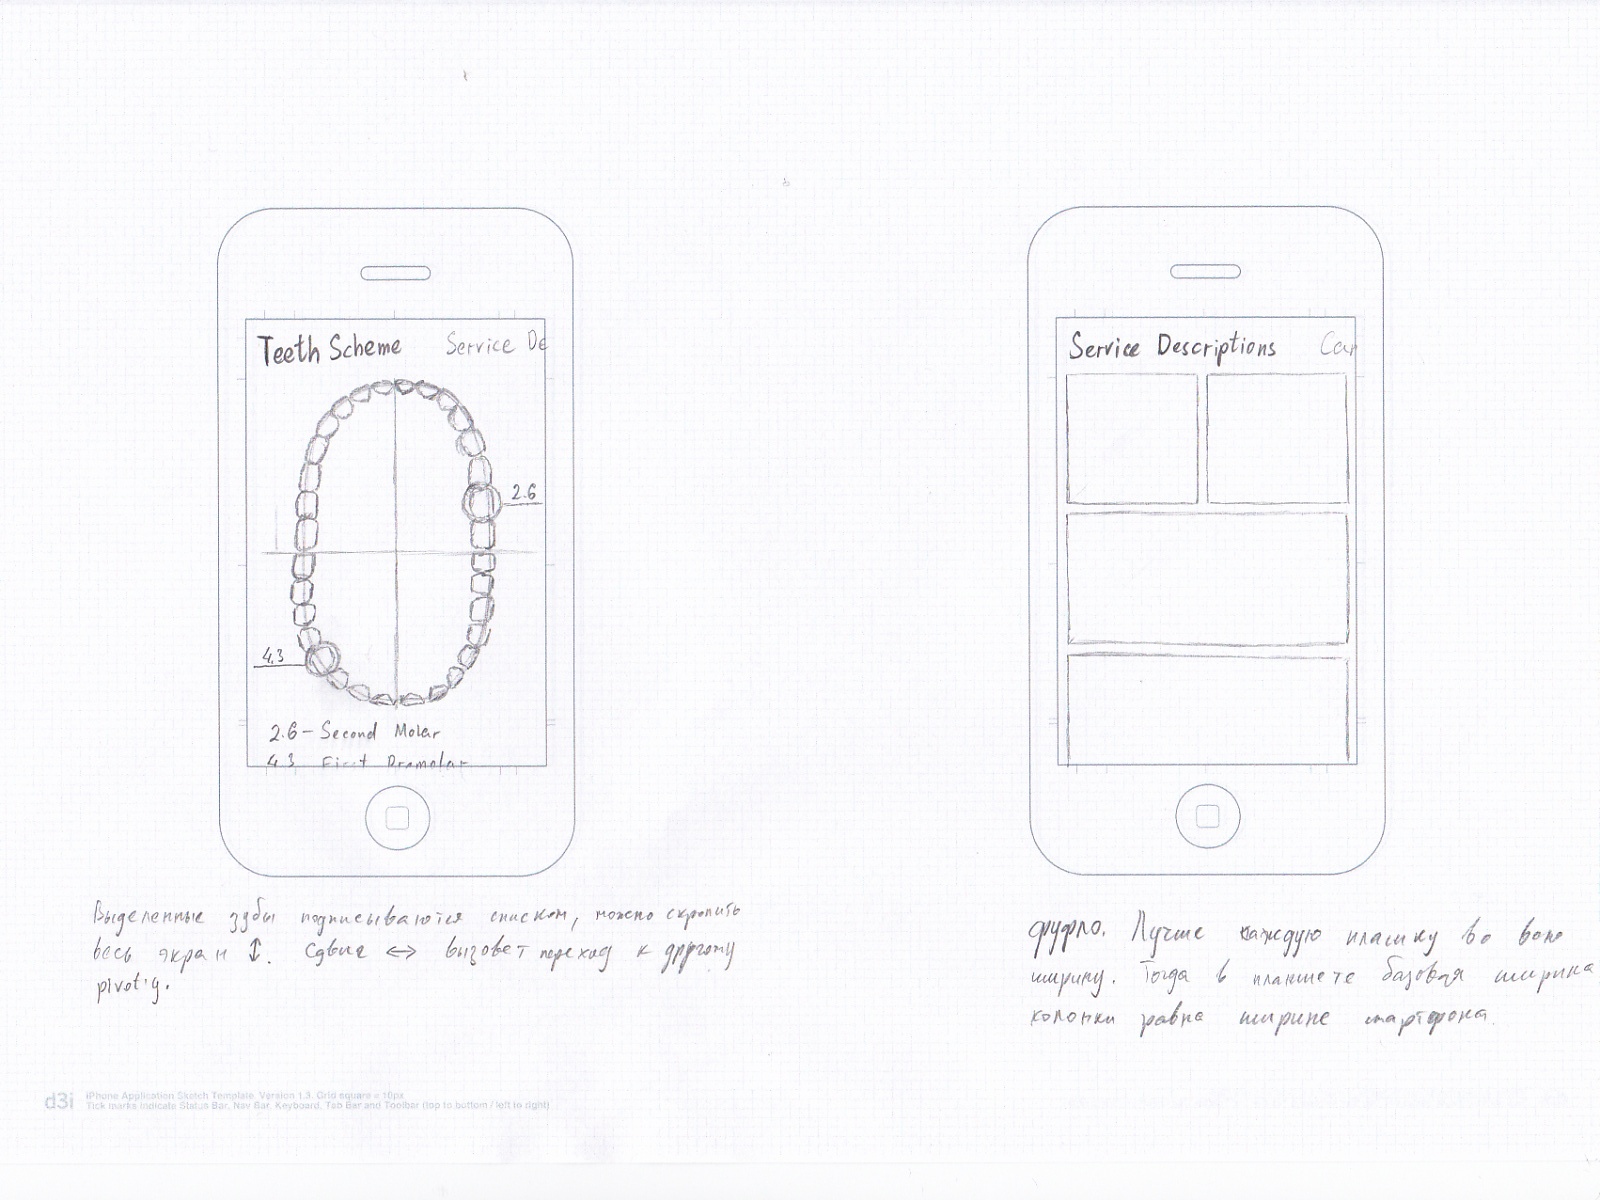 Teeth Scheme Service De
2.6
4.3
2.6 – Second Molar
4.3 First Premolar
Выделенные зубы подписываются списком, можно скролить
весь экран ↕. Сдвиг ↔ вызовет переход к другому
pivot'у.
Service Descriptions Car
фуфло. Лучше каждую плашку во всю
ширину. Тогда в планшете базовая ширина
колонки равна ширине смартфона.
d3i
iPhone Application Sketch Template. Version 1.3. Grid square = 10px
Tick marks indicate Status Bar, Nav Bar, Keyboard, Tab Bar and Toolbar (top to bottom / left to right)